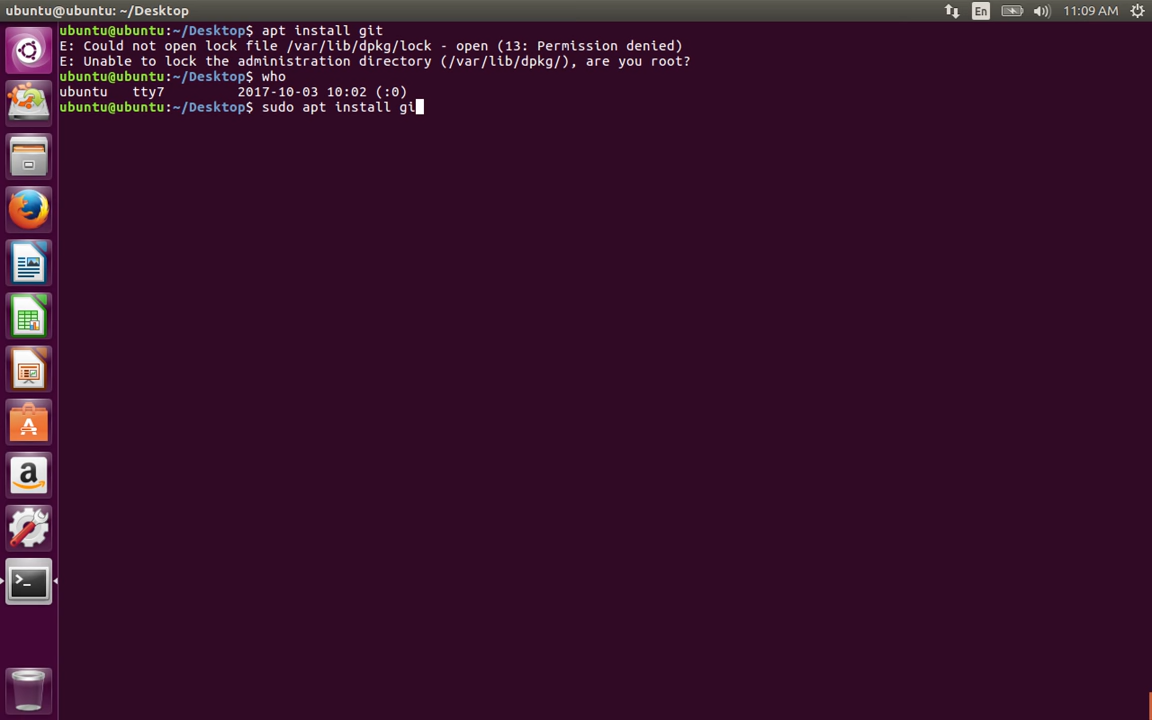 ubuntu@ubuntu: ~/Desktop
En
11:09 AM
ubuntu@ubuntu:~/Desktop$ apt install git
E: Could not open lock file /var/lib/dpkg/lock - open (13: Permission denied)
E: Unable to lock the administration directory (/var/lib/dpkg/), are you root?
ubuntu@ubuntu:~/Desktop$ who
ubuntu   tty7         2017-10-03 10:02 (:0)
ubuntu@ubuntu:~/Desktop$ sudo apt install gi